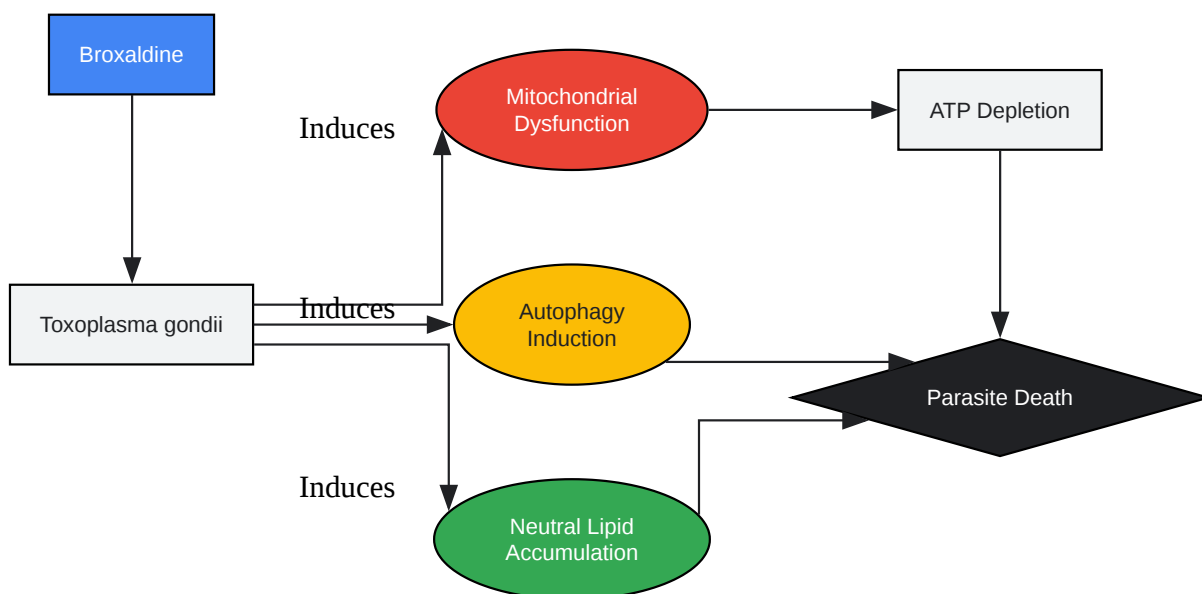 Broxaldine
Mitochondrial
Dysfunction
ATP Depletion
Induces
Toxoplasma gondii
Induces
Autophagy
Induction
Parasite Death
Induces
Neutral Lipid
Accumulation